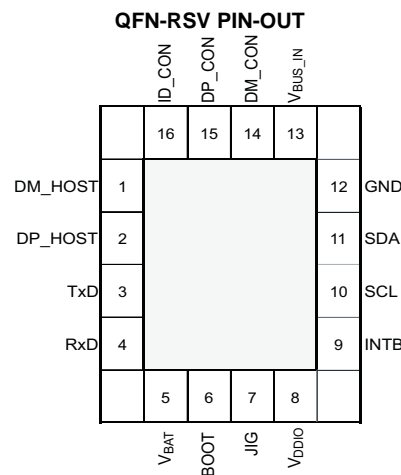 QFN-RSV PIN-OUT
ID_CON
DP_CON
DM_CON
VBUS_IN
16 15 14 13
DM_HOST 1 12 GND
DP_HOST 2 11 SDA
TxD 3 10 SCL
RxD 4 9 INTB
5 6 7 8
VBAT
BOOT
JIG
VDDIO